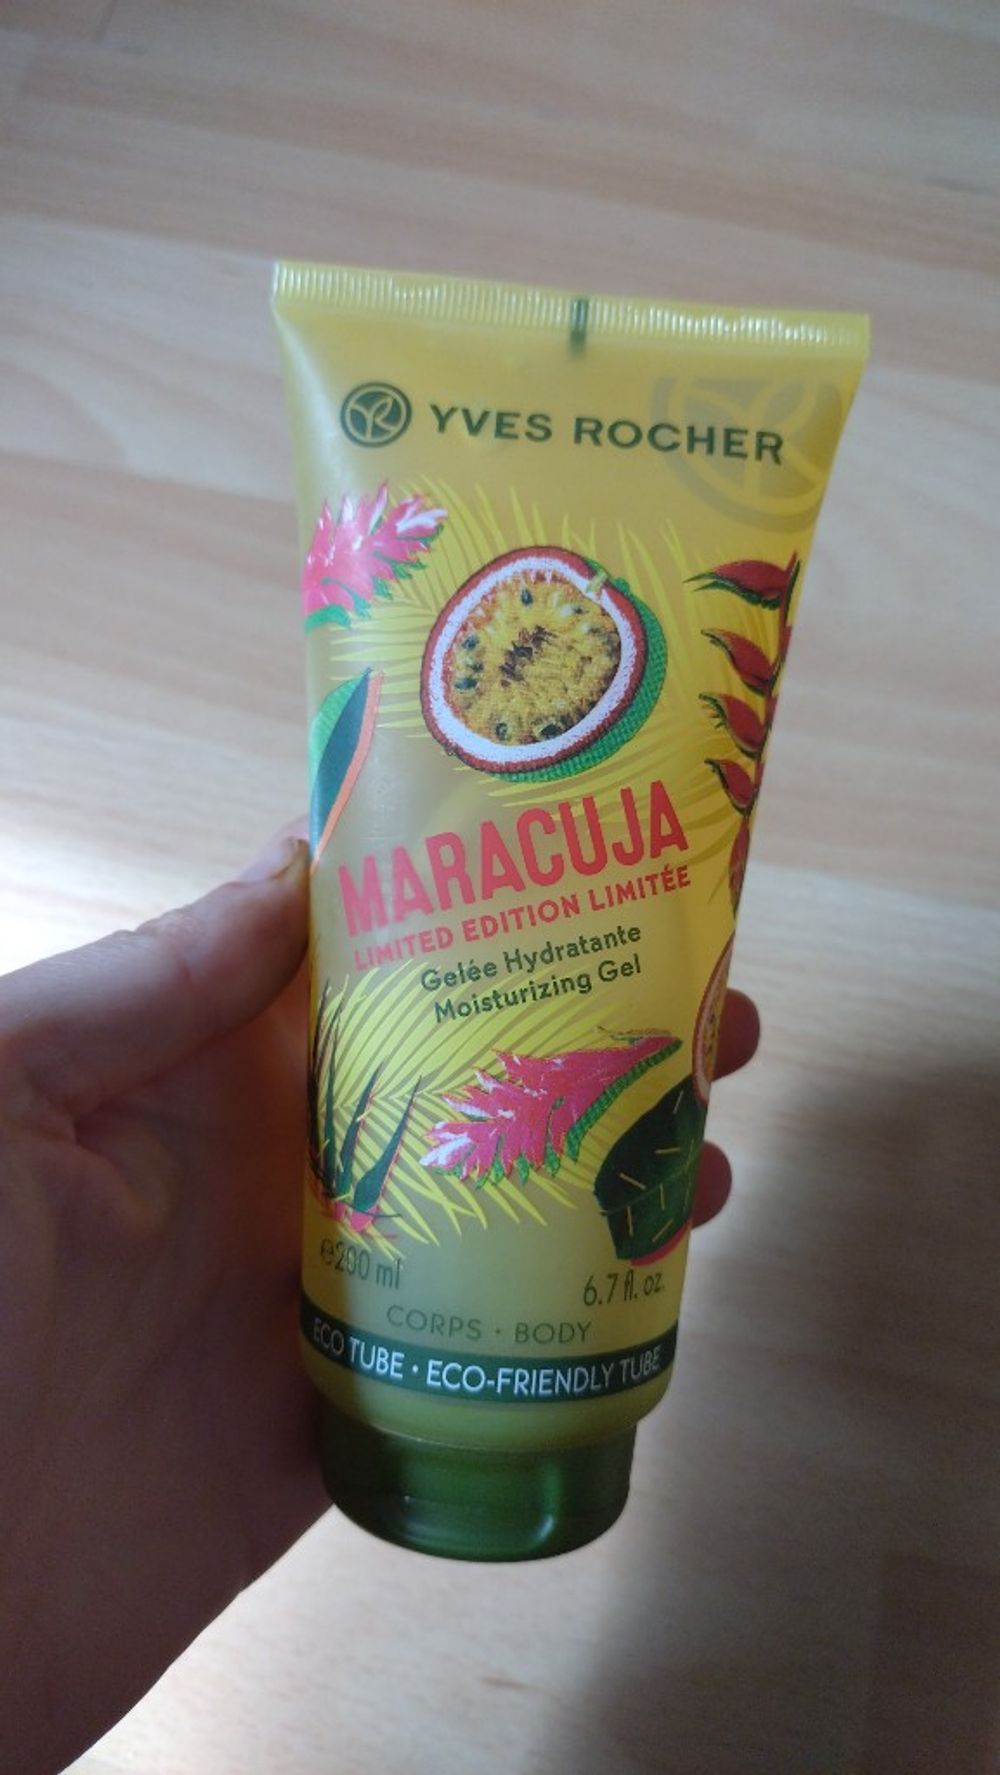 YVES ROCHER
MARACUJA
LIMITED EDITION LIMITÉE
Gelée Hydratante
Moisturizing Gel
℮200 ml
6.7 fl. oz.
CORPS • BODY
ECO TUBE • ECO-FRIENDLY TUBE